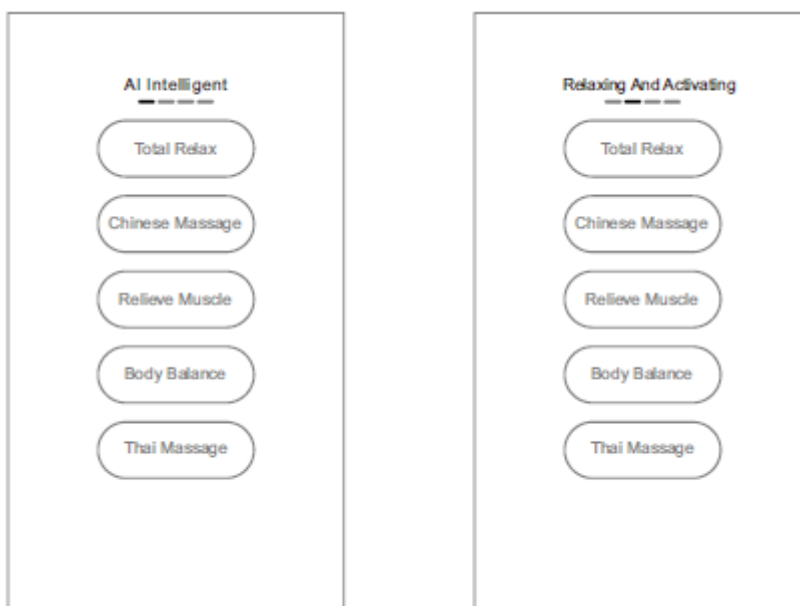 AI Intelligent
Total Relax
Chinese Massage
Relieve Muscle
Body Balance
Thai Massage
Relaxing And Activating
Total Relax
Chinese Massage
Relieve Muscle
Body Balance
Thai Massage